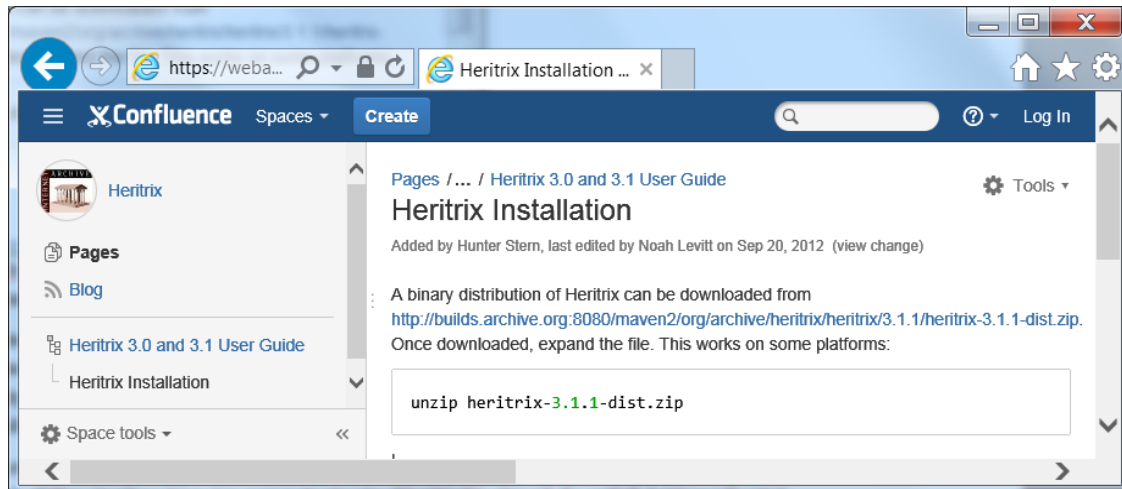 https://weba...
Heritrix Installation ...
Confluence Spaces Create ? Log In
INTERNET ARCHIVE
Heritrix
Pages
Blog
Heritrix 3.0 and 3.1 User Guide
Heritrix Installation
Space tools
Pages /... / Heritrix 3.0 and 3.1 User Guide
Tools
Heritrix Installation
Added by Hunter Stern, last edited by Noah Levitt on Sep 20, 2012 (view change)
A binary distribution of Heritrix can be downloaded from
http://builds.archive.org:8080/maven2/org/archive/heritrix/heritrix/3.1.1/heritrix-3.1.1-dist.zip.
Once downloaded, expand the file. This works on some platforms:
unzip heritrix-3.1.1-dist.zip